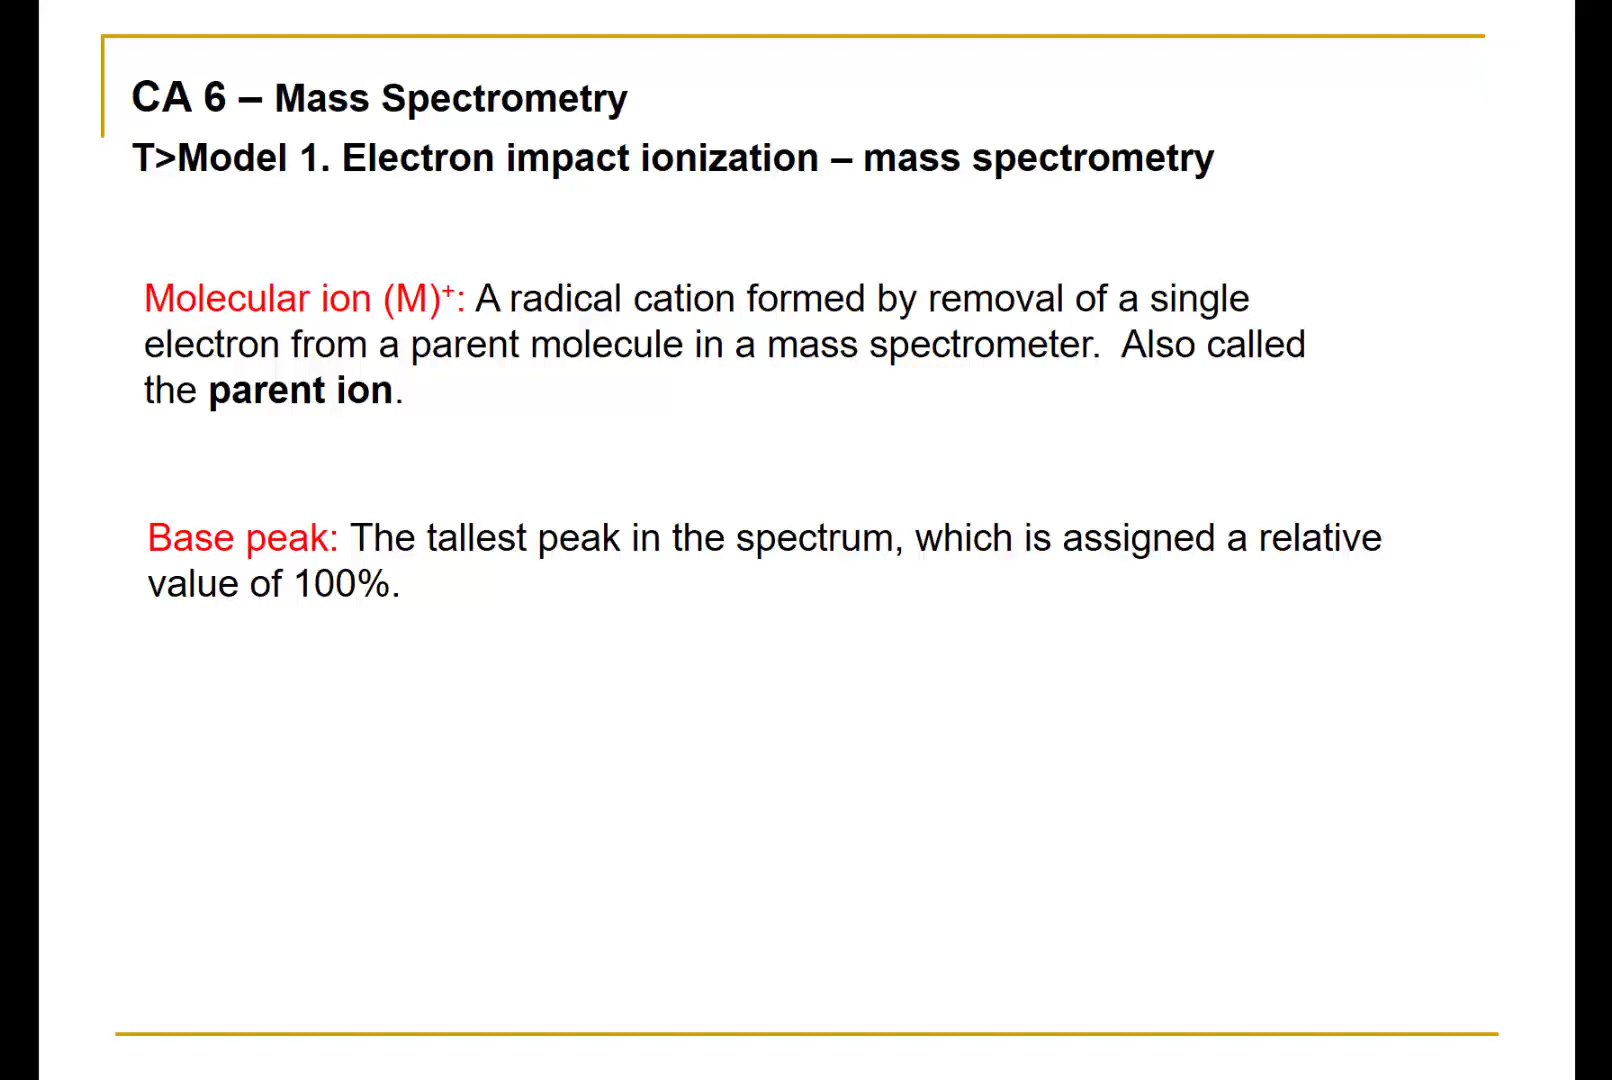 CA 6 – Mass Spectrometry
T>Model 1. Electron impact ionization – mass spectrometry
Molecular ion (M)⁺: A radical cation formed by removal of a single
electron from a parent molecule in a mass spectrometer.  Also called
the parent ion.
Base peak: The tallest peak in the spectrum, which is assigned a relative
value of 100%.